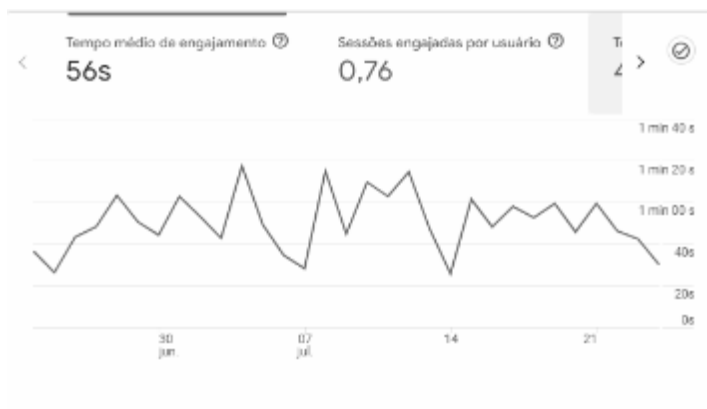 Tempo médio de engajamento
56s
Sessões engajadas por usuário
0,76
1 min 40 s
1 min 20 s
1 min 00 s
40s
20s
0s
30
jun.
07
jul.
14
21